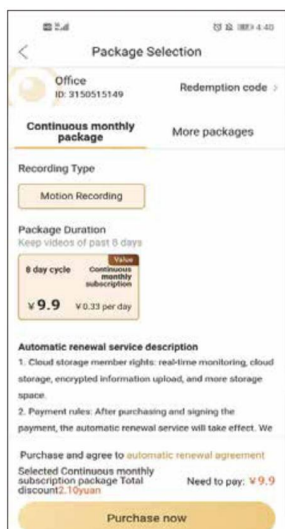 4:40
Package Selection
Office
ID: 3150515149
Redemption code >
Continuous monthly
package
More packages
Recording Type
Motion Recording
Package Duration
Keep videos of past 8 days
Value
8 day cycle
Continuous
monthly
subscription
¥ 9.9
¥0.33 per day
Automatic renewal service description
1. Cloud storage member rights: real-time monitoring, cloud
storage, encrypted information upload, and more storage
space.
2. Payment rules: After purchasing and signing the
payment, the automatic renewal service will take effect. We
Purchase and agree to automatic renewal agreement
Selected Continuous monthly
subscription package Total
discount2.10yuan
Need to pay: ¥9.9
Purchase now